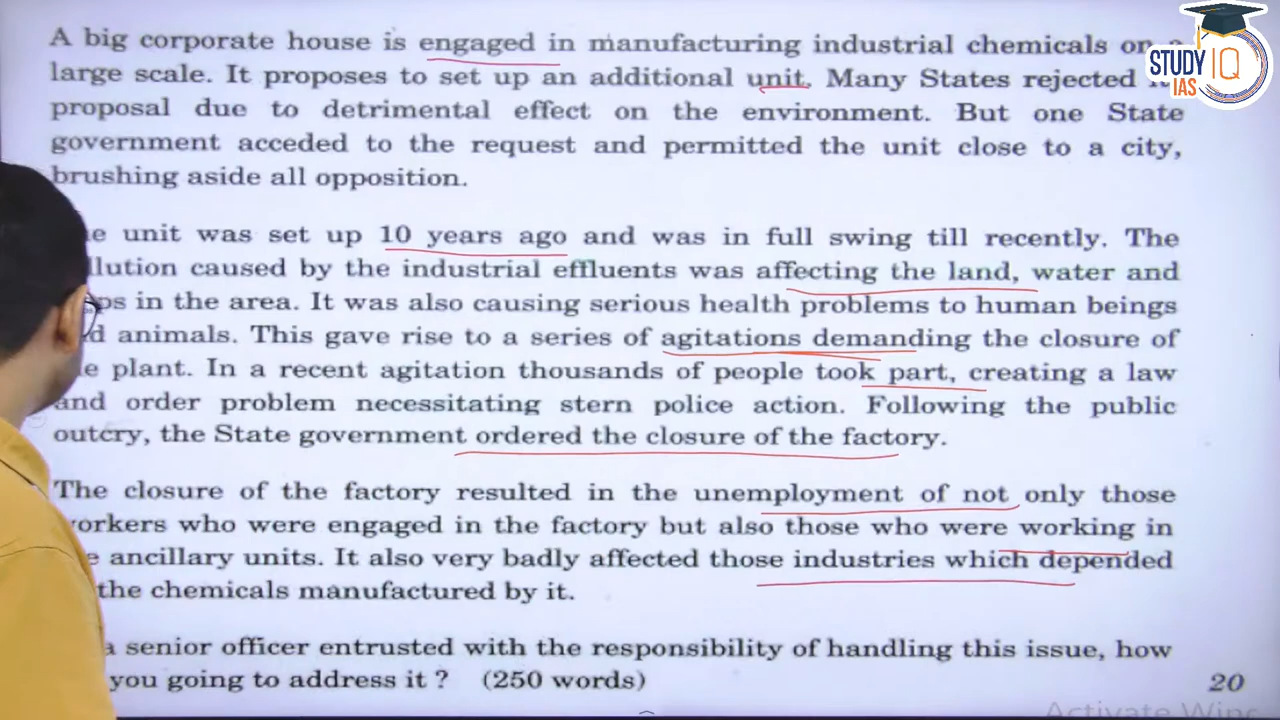 A big corporate house is engaged in manufacturing industrial chemicals on a
large scale. It proposes to set up an additional unit. Many States rejected
proposal due to detrimental effect on the environment. But one State
government acceded to the request and permitted the unit close to a city,
brushing aside all opposition.
unit was set up 10 years ago and was in full swing till recently. The
caused by the industrial effluents was affecting the land, water and
in the area. It was also causing serious health problems to human beings
animals. This gave rise to a series of agitations demanding the closure of
plant. In a recent agitation thousands of people took part, creating a law
and order problem necessitating stern police action. Following the public
outcry, the State government ordered the closure of the factory.
The closure of the factory resulted in the unemployment of not only those
workers who were engaged in the factory but also those who were working in
ancillary units. It also very badly affected those industries which depended
the chemicals manufactured by it.
a senior officer entrusted with the responsibility of handling this issue, how
you going to address it ? (250 words)
20
STUDY IQ
IAS